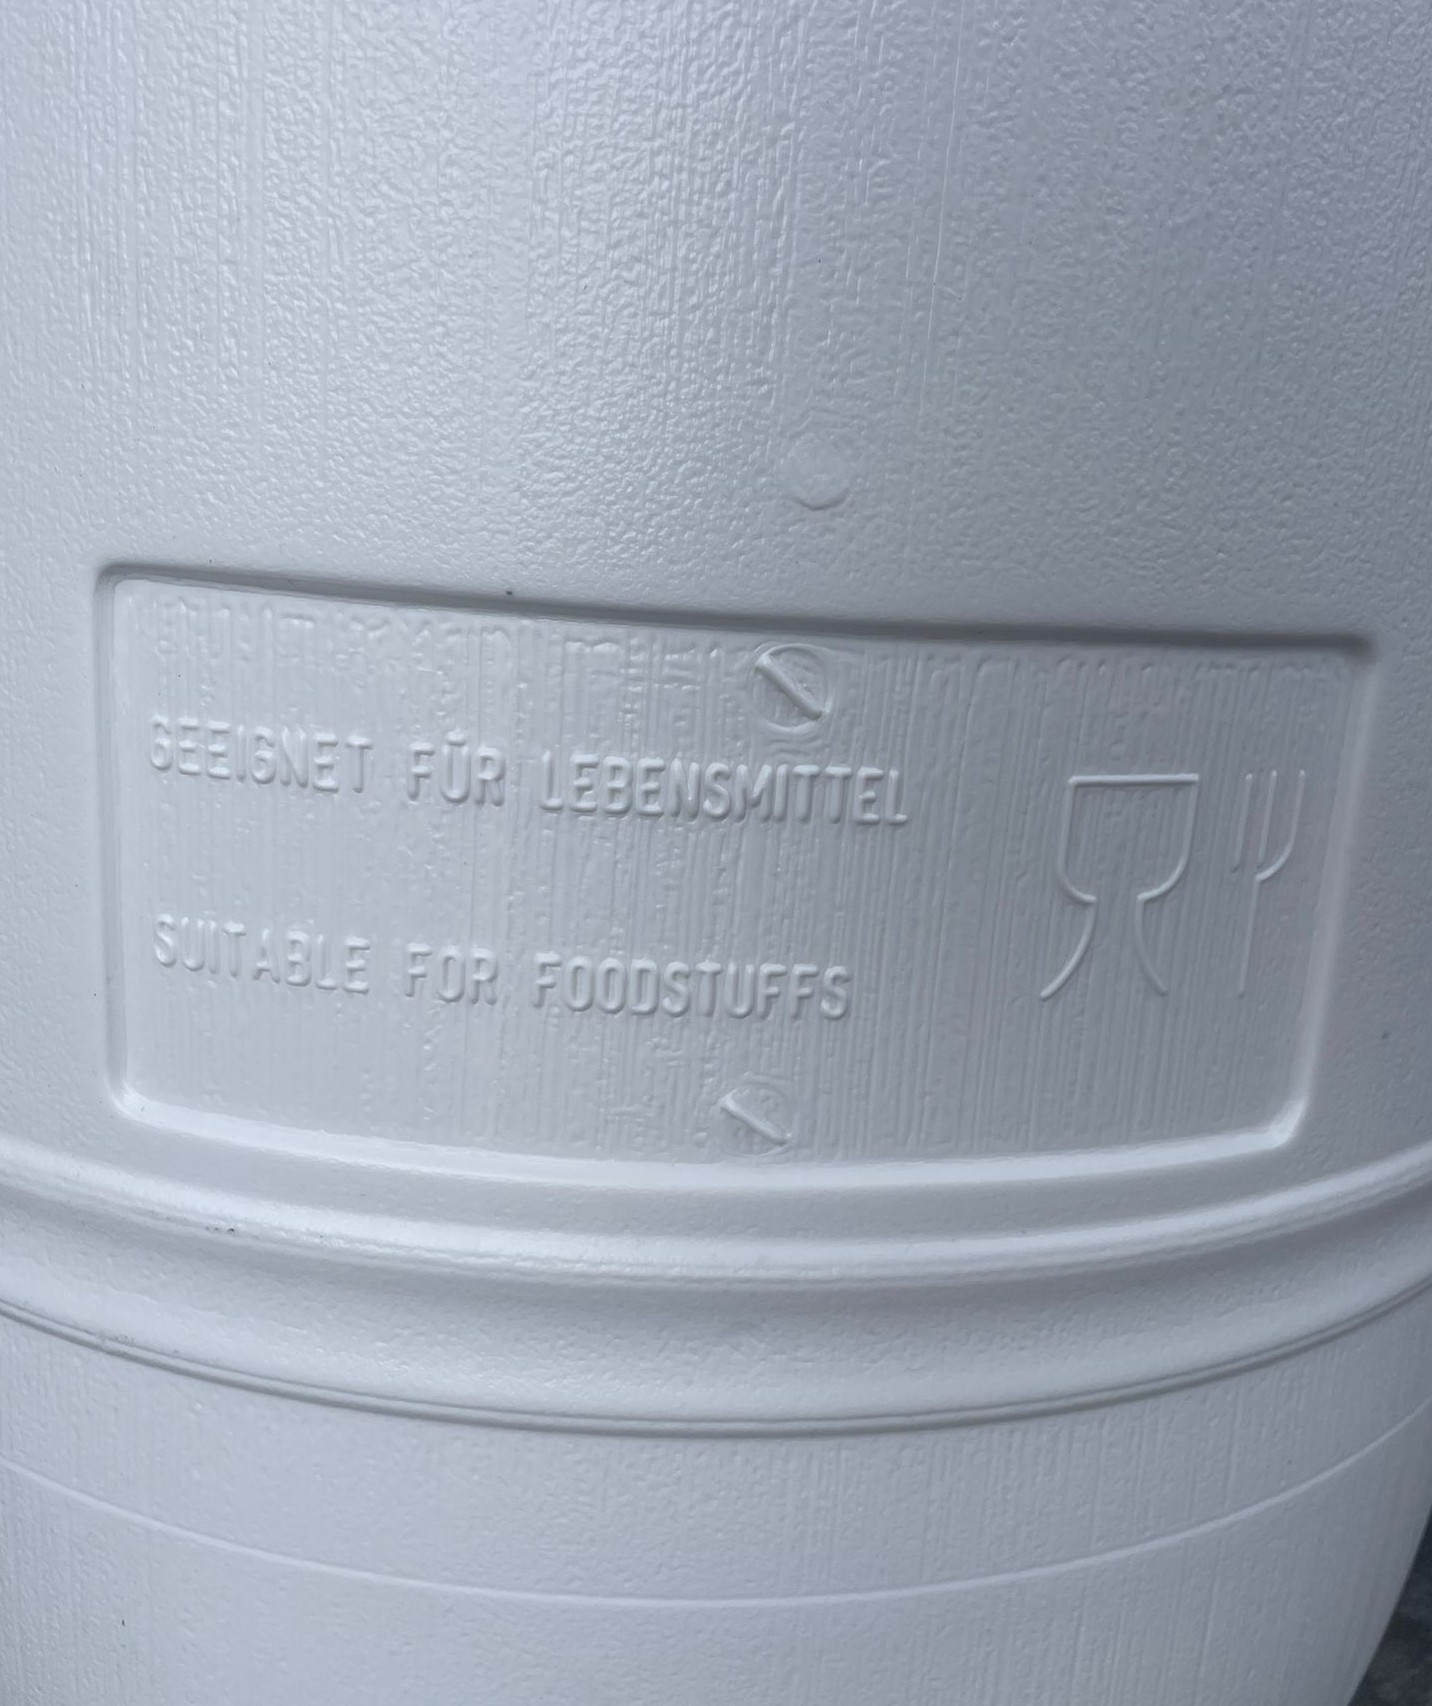 GEEIGNET FÜR LEBENSMITTEL
SUITABLE FOR FOODSTUFFS